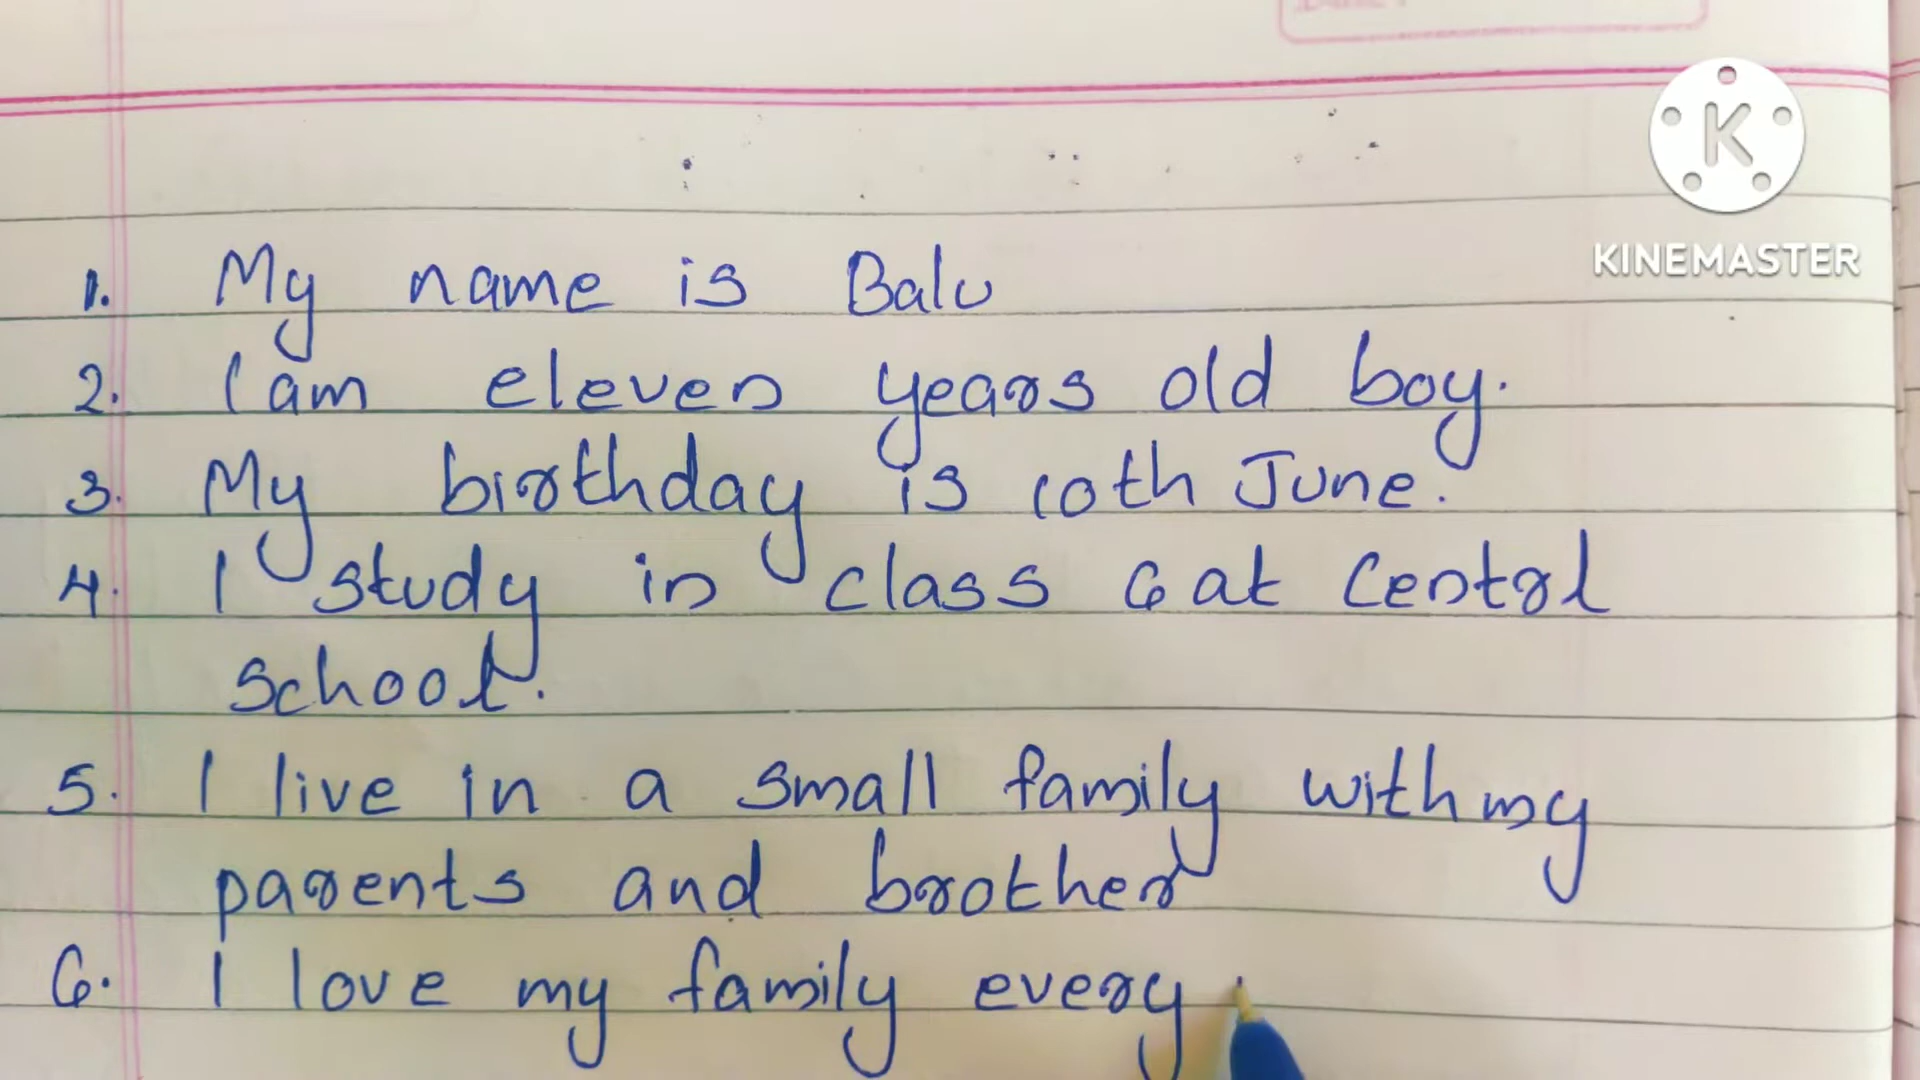 1. My name is Balu
2. I am eleven years old boy.
3. My birthday is 10th June.
4. I study in class 6 at Centrl
school.
5. I live in a small family with my
parents and brother
6. I love my family every
KINEMASTER